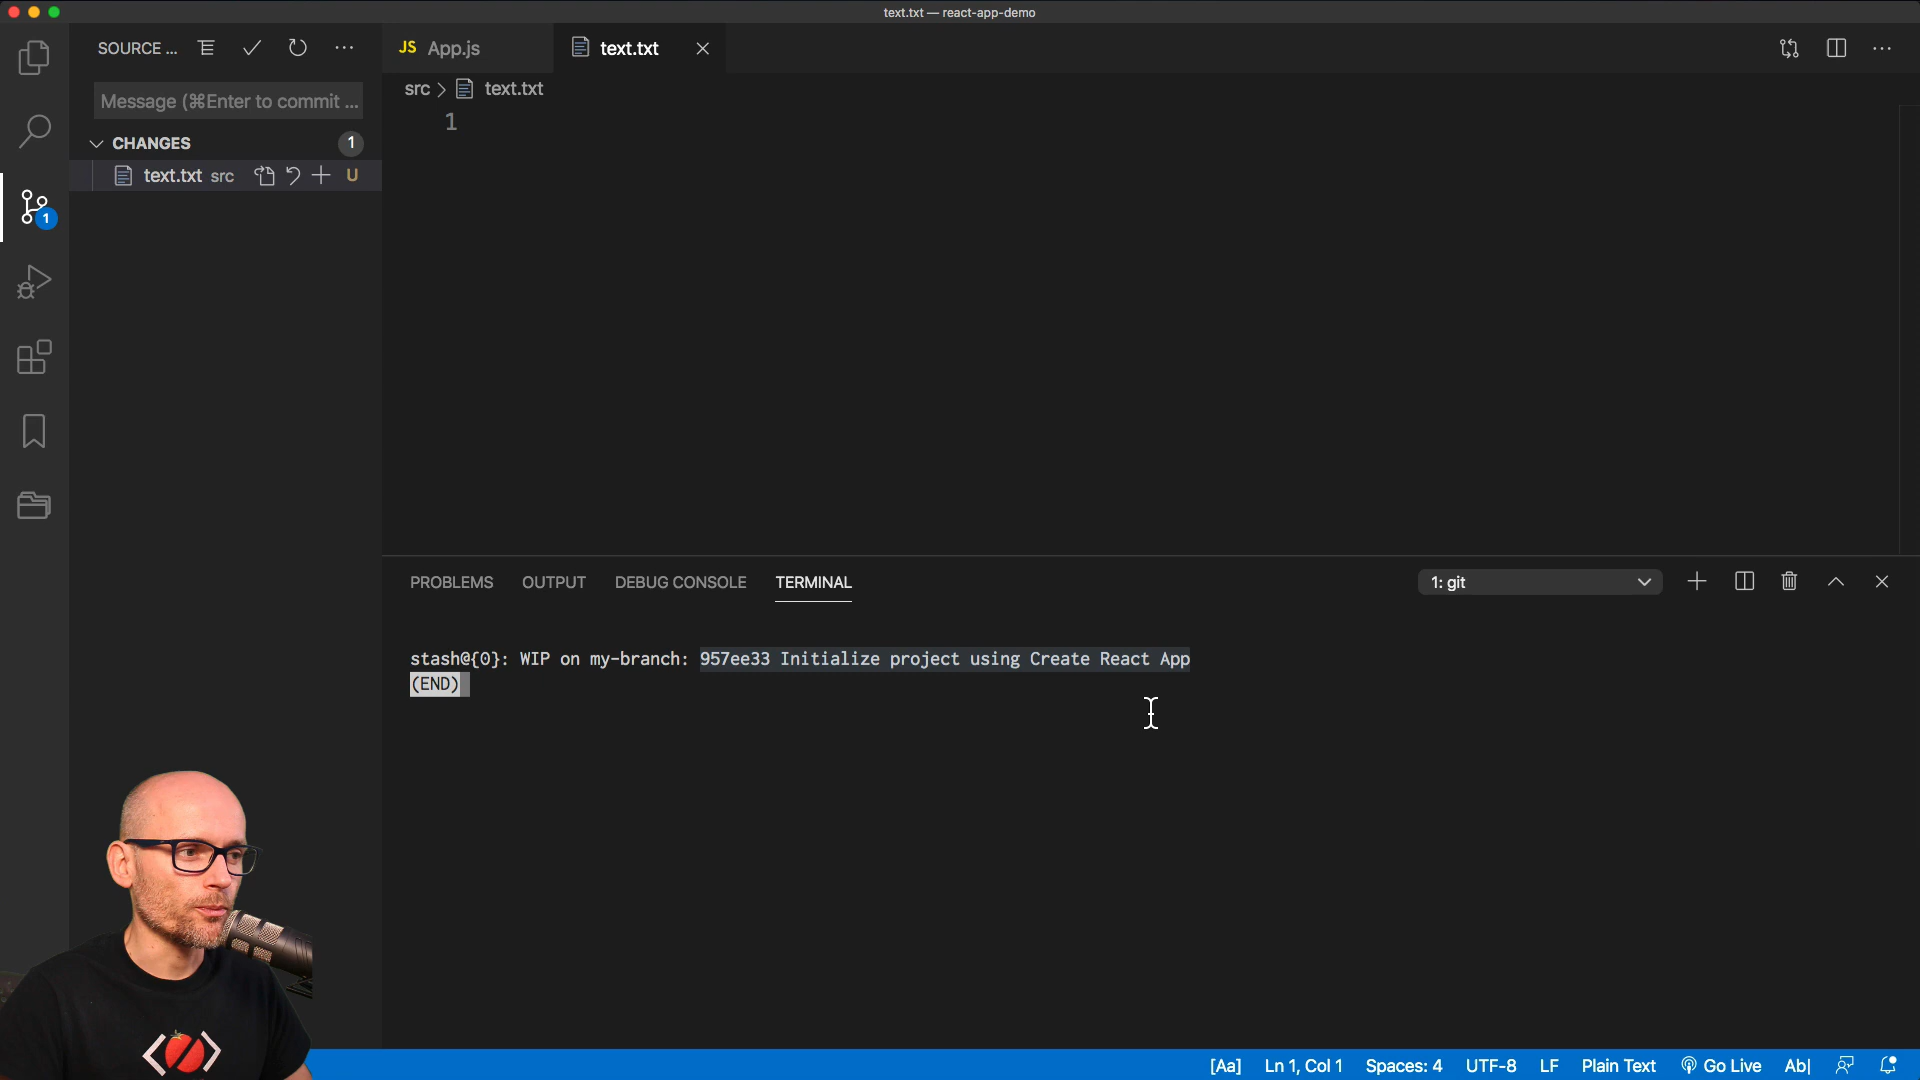 text.txt — react-app-demo
SOURCE ...
JS App.js
text.txt
Message (⌘Enter to commit ...
src > text.txt
1
CHANGES
1
text.txt src
U
1
PROBLEMS
OUTPUT
DEBUG CONSOLE
TERMINAL
1: git
stash@{0}: WIP on my-branch: 957ee33 Initialize project using Create React App
(END)
[Aa]
Ln 1, Col 1
Spaces: 4
UTF-8
LF
Plain Text
Go Live
Ab|